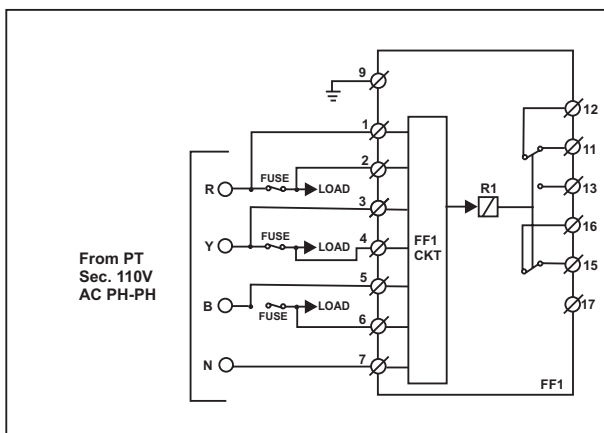 9
12
1
11
2
R1
FUSE
R
LOAD
13
3
16
FUSE
FF1
CKT
Y
LOAD
4
15
From PT
Sec. 110V
AC PH-PH
5
17
B
LOAD
FUSE
6
N
7
FF1